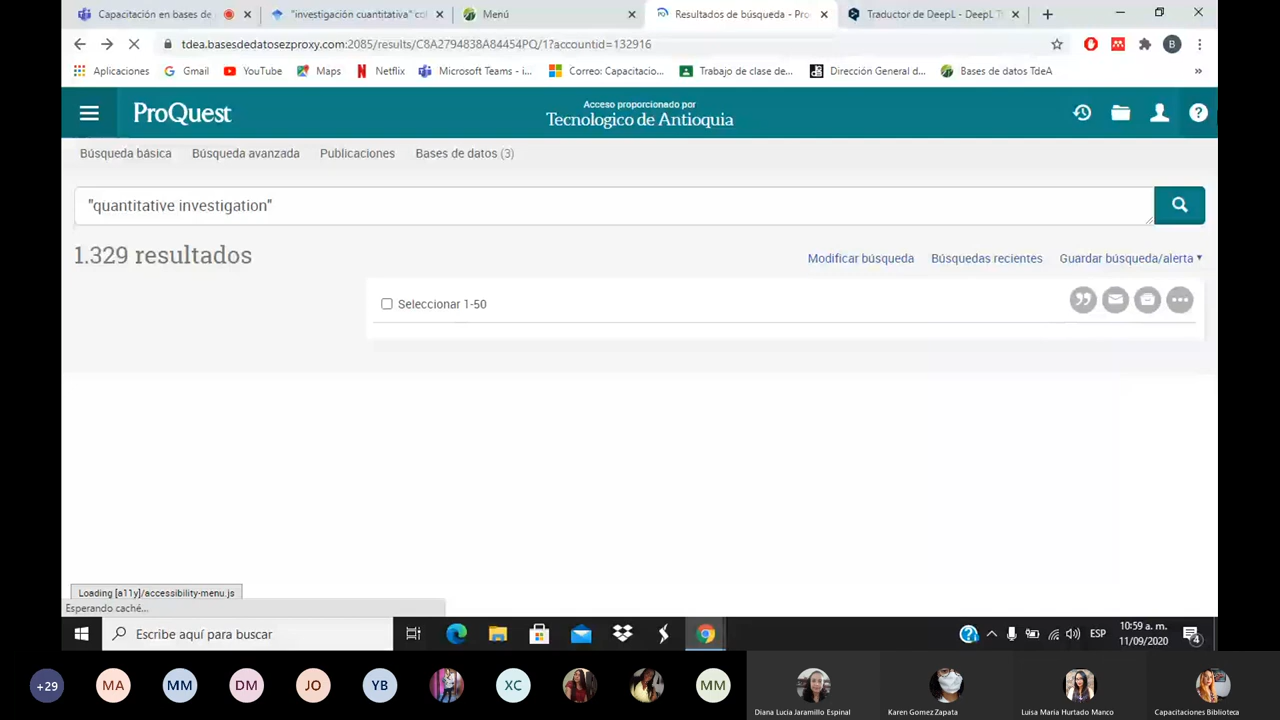 Capacitación en bases de
"investigación cuantitativa" col
Menú
Resultados de búsqueda - Pro
Traductor de DeepL - DeepL T
tdea.basesdedatosezproxy.com:2085/results/C8A2794838A84454PQ/1?accountid=132916
B
Aplicaciones
Gmail
YouTube
Maps
Netflix
Microsoft Teams - i...
Correo: Capacitacio...
Trabajo de clase de...
Dirección General d...
Bases de datos TdeA
»
ProQuest
Acceso proporcionado por
Tecnologico de Antioquia
Búsqueda básica
Búsqueda avanzada
Publicaciones
Bases de datos (3)
"quantitative investigation"
1.329 resultados
Modificar búsqueda
Búsquedas recientes
Guardar búsqueda/alerta
Seleccionar 1-50
Loading [a11y]/accessibility-menu.js
Esperando caché...
Escribe aquí para buscar
ESP
10:59 a. m.
11/09/2020
4
+29
MA
MM
DM
JO
YB
XC
MM
Diana Lucia Jaramillo Espinal
Karen Gomez Zapata
Luisa Maria Hurtado Manco
Capacitaciones Biblioteca